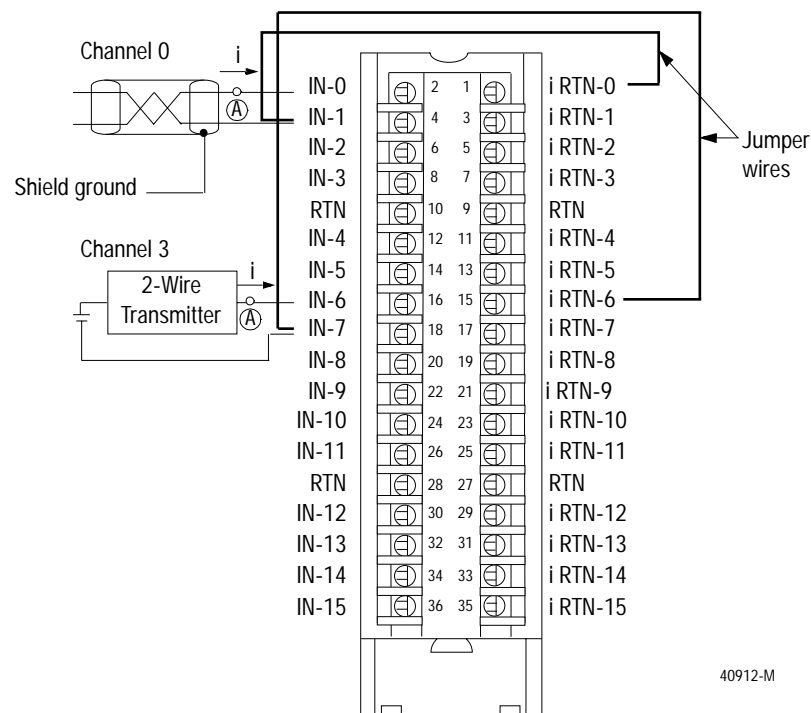 Channel 0
i
A
IN-0 2 1 i RTN-0
IN-1 4 3 i RTN-1
IN-2 6 5 i RTN-2
Jumper
wires
IN-3 8 7 i RTN-3
Shield ground
RTN 10 9 RTN
IN-4 12 11 i RTN-4
Channel 3
IN-5 14 13 i RTN-5
i
2-Wire
Transmitter
A
IN-6 16 15 i RTN-6
IN-7 18 17 i RTN-7
IN-8 20 19 i RTN-8
IN-9 22 21 i RTN-9
IN-10 24 23 i RTN-10
IN-11 26 25 i RTN-11
RTN 28 27 RTN
IN-12 30 29 i RTN-12
IN-13 32 31 i RTN-13
IN-14 34 33 i RTN-14
IN-15 36 35 i RTN-15
40912-M